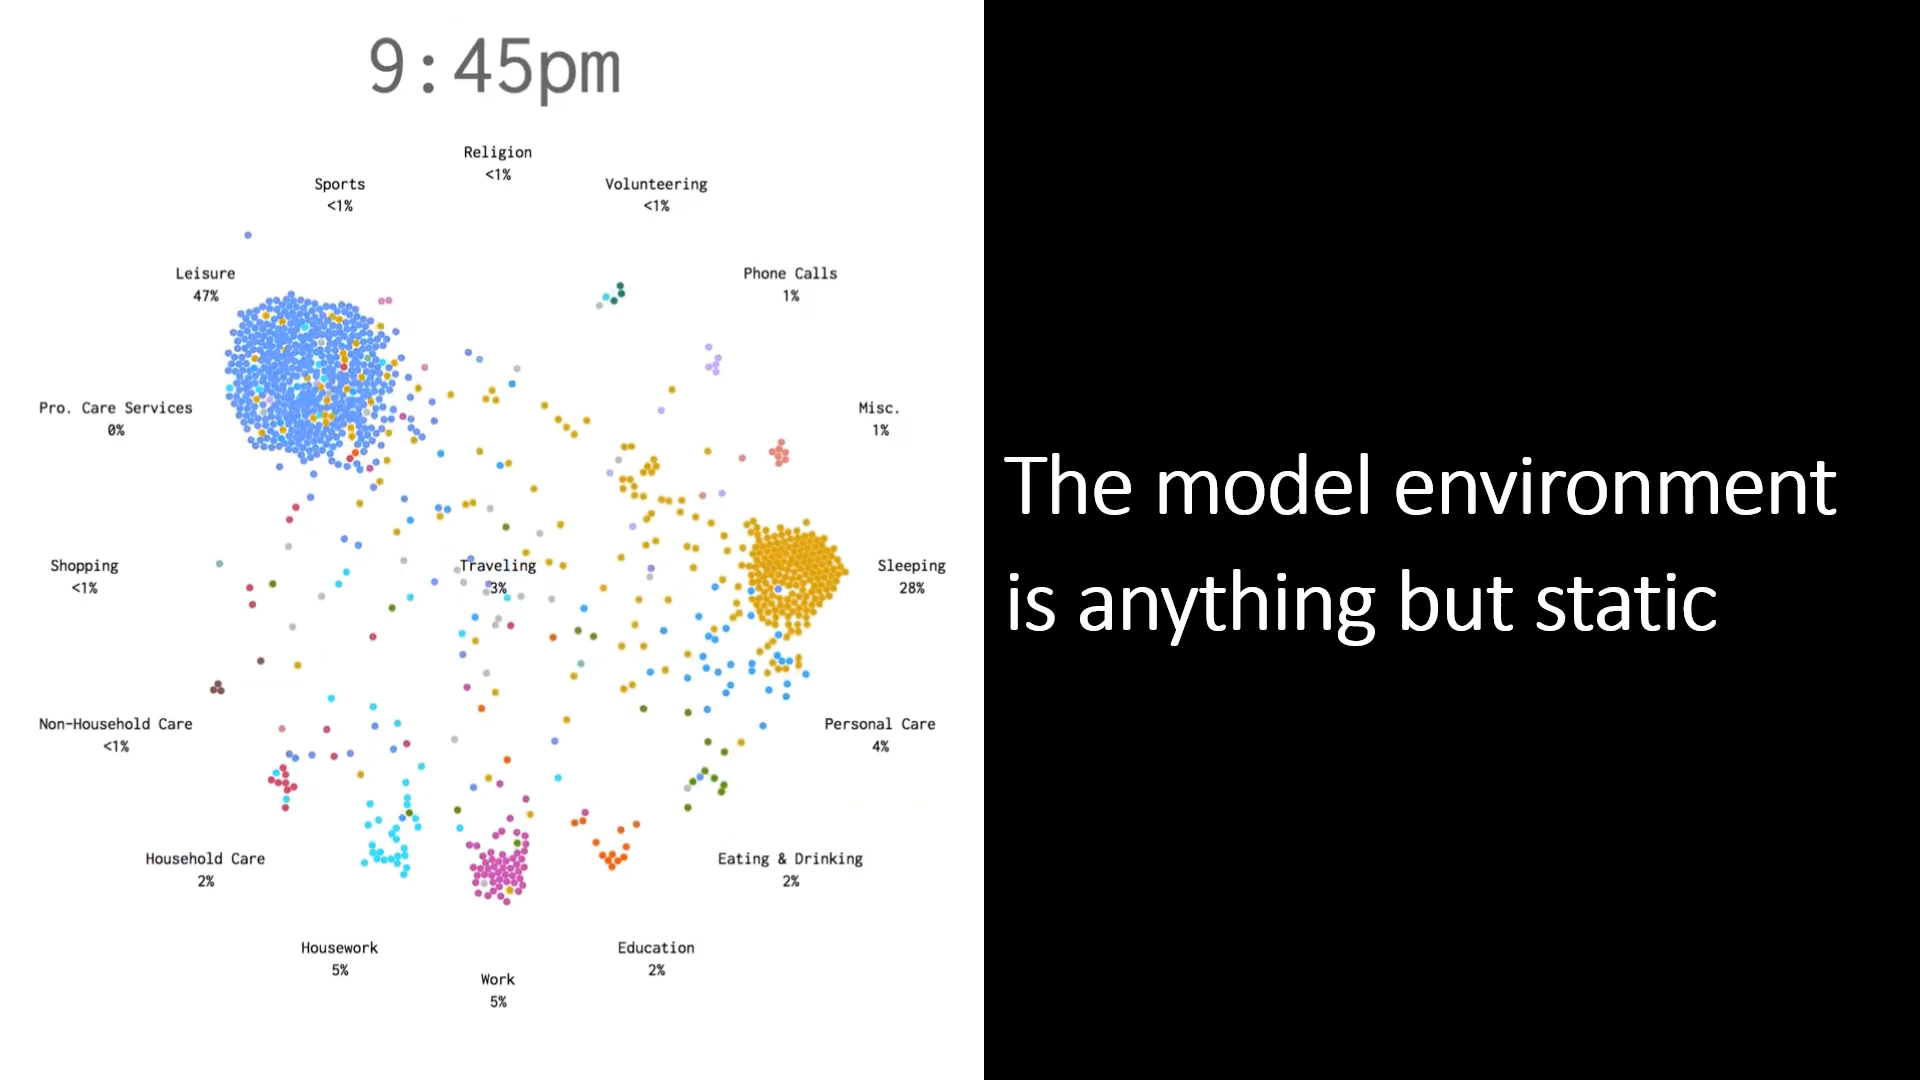 9:45pm
Religion
<1%
Sports
<1%
Volunteering
<1%
Leisure
47%
Phone Calls
1%
Pro. Care Services
0%
Misc.
1%
Shopping
<1%
Traveling
3%
Sleeping
28%
Non-Household Care
<1%
Personal Care
4%
Household Care
2%
Eating & Drinking
2%
Housework
5%
Education
2%
Work
5%
The model environment
is anything but static